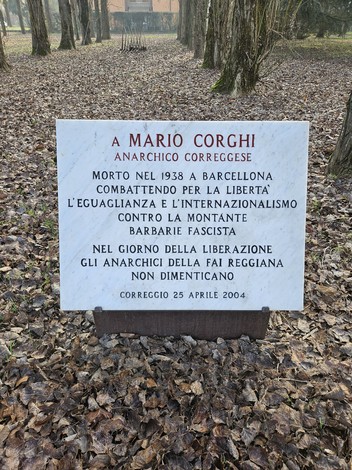 A MARIO CORGHI
ANARCHICO CORREGGESE
MORTO NEL 1938 A BARCELLONA
COMBATTENDO PER LA LIBERTA'
L'EGUAGLIANZA E L'INTERNAZIONALISMO
CONTRO LA MONTANTE
BARBARIE FASCISTA
NEL GIORNO DELLA LIBERAZIONE
GLI ANARCHICI DELLA FAI REGGIANA
NON DIMENTICANO
CORREGGIO 25 APRILE 2004